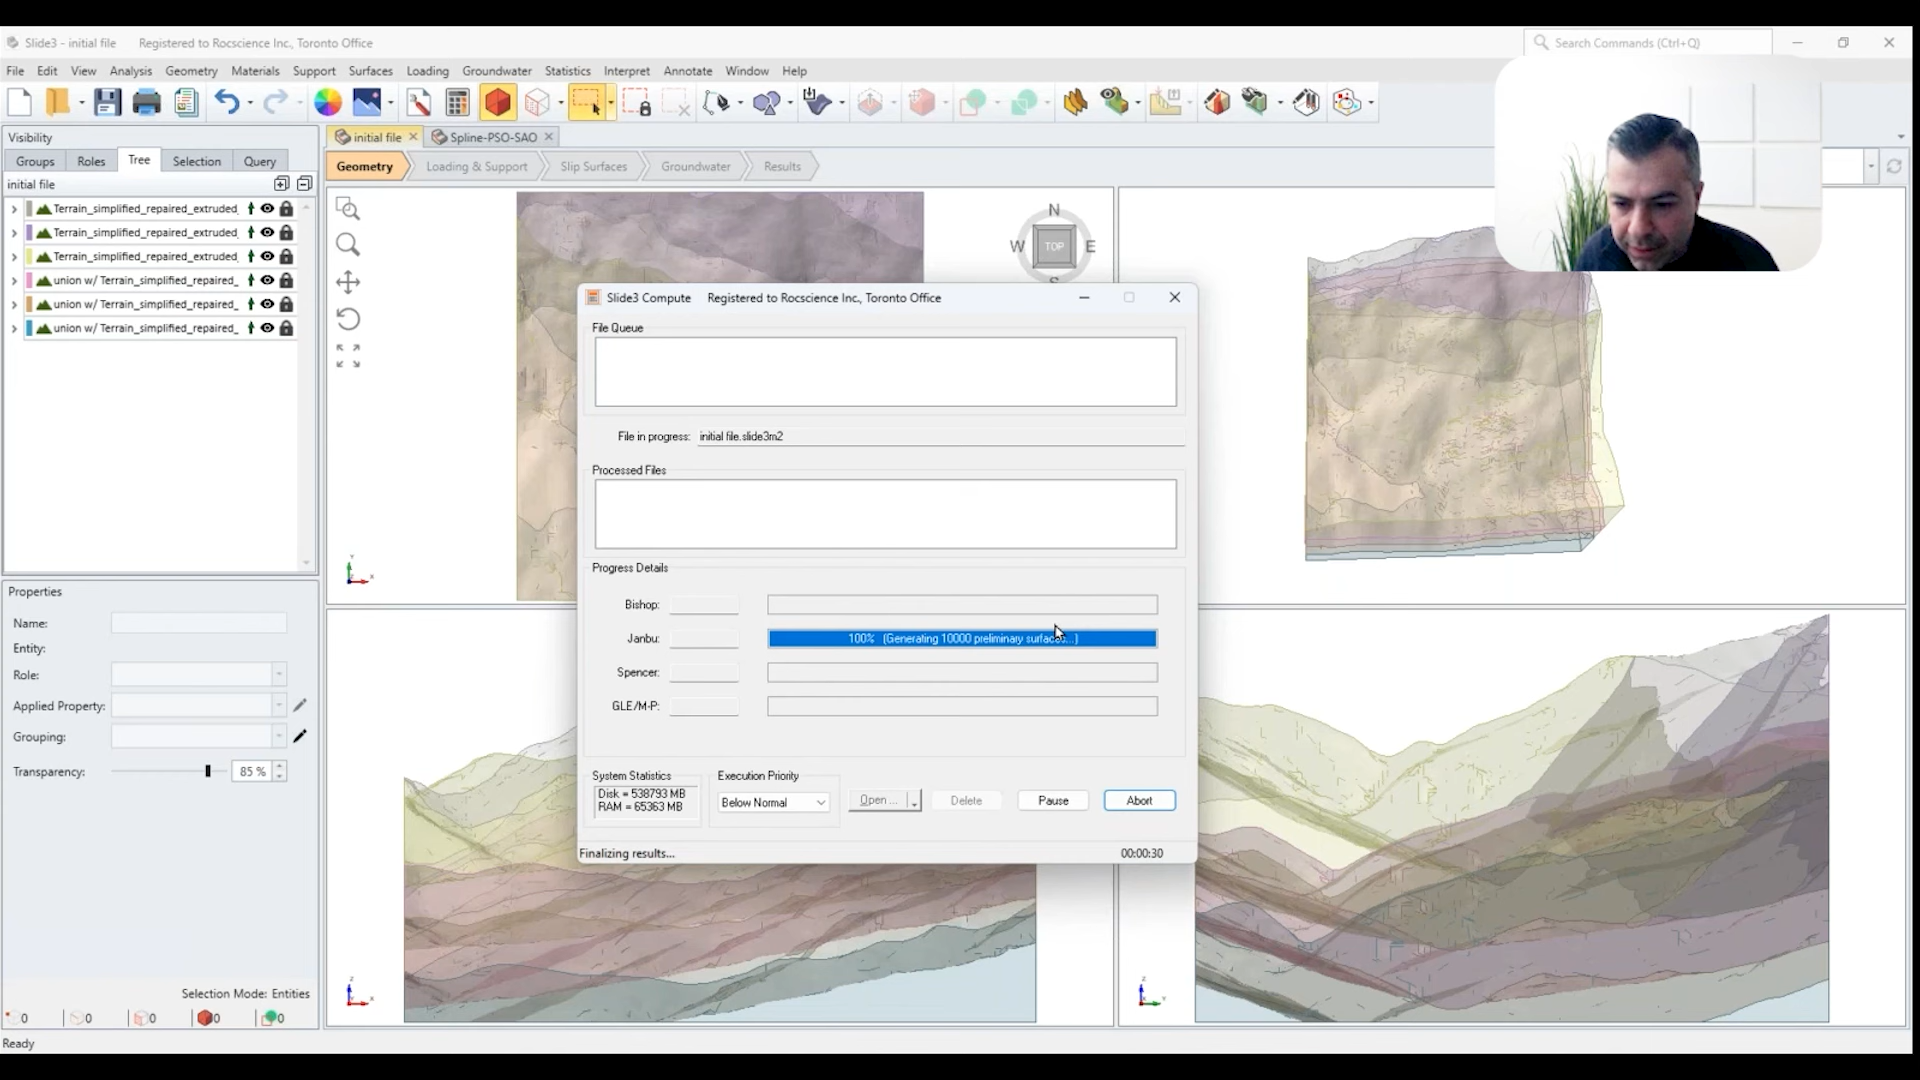 Slide3 - initial file Registered to Rocscience Inc., Toronto Office
Search Commands (Ctrl+Q)
File Edit View Analysis Geometry Materials Support Surfaces Loading Groundwater Statistics Interpret Annotate Window Help
Visibility
Groups Roles Tree Selection Query
initial file
Terrain_simplified_repaired_extruded_
Terrain_simplified_repaired_extruded_
Terrain_simplified_repaired_extruded_
union w/ Terrain_simplified_repaired_
union w/ Terrain_simplified_repaired_
union w/ Terrain_simplified_repaired_
Properties
Name:
Entity:
Role:
Applied Property:
Grouping:
Transparency: 85 %
Selection Mode: Entities
0 0 0 0 0
Ready
initial file Spline-PSO-SAO
Geometry Loading & Support Slip Surfaces Groundwater Results
N
W TOP E
S
Slide3 Compute Registered to Rocscience Inc., Toronto Office
File Queue
File in progress: initial file.slide3m2
Processed Files
Progress Details
Bishop:
Janbu: 100% (Generating 10000 preliminary surfaces...)
Spencer:
GLE/M-P:
System Statistics
Disk = 538793 MB
RAM = 65363 MB
Execution Priority
Below Normal
Open ... Delete Pause Abort
Finalizing results... 00:00:30